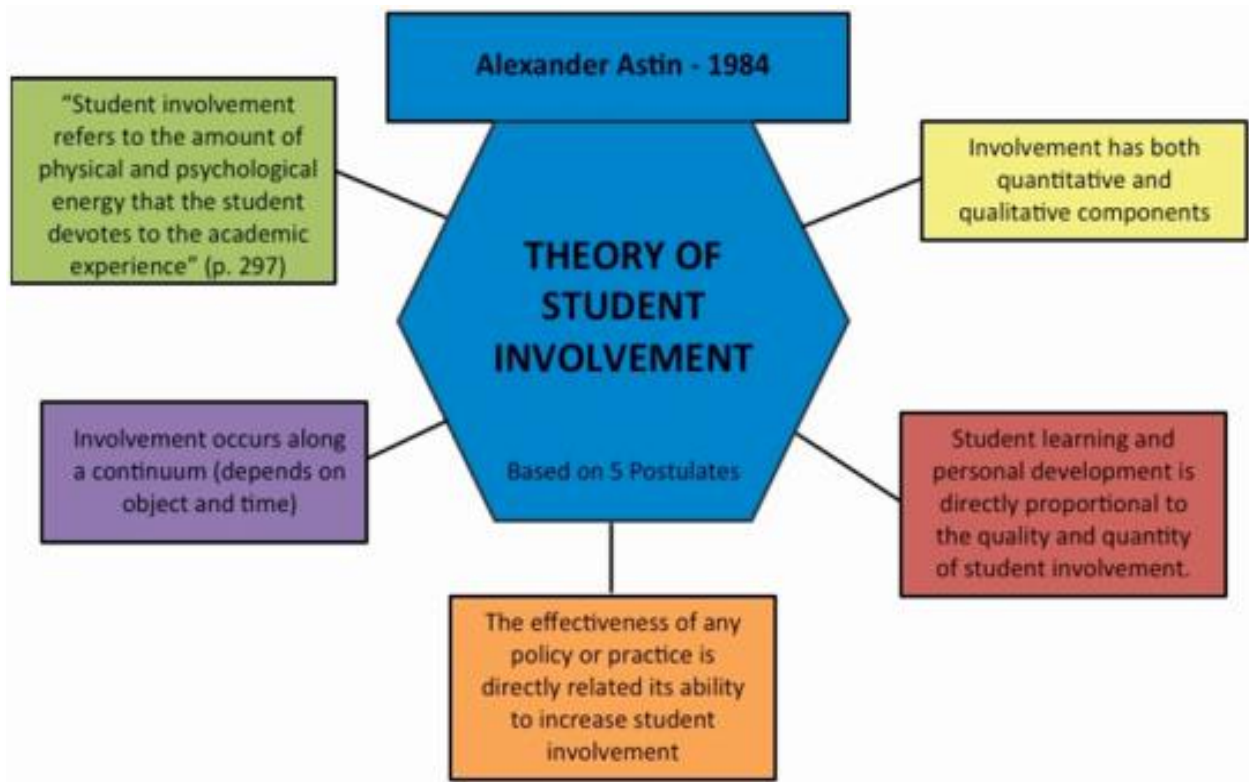 Alexander Astin - 1984
“Student involvement
refers to the amount of
physical and psychological
energy that the student
devotes to the academic
experience” (p. 297)
Involvement has both
quantitative and
qualitative components
THEORY OF
STUDENT
INVOLVEMENT
Based on 5 Postulates
Involvement occurs along
a continuum (depends on
object and time)
Student learning and
personal development is
directly proportional to
the quality and quantity
of student involvement.
The effectiveness of any
policy or practice is
directly related its ability
to increase student
involvement